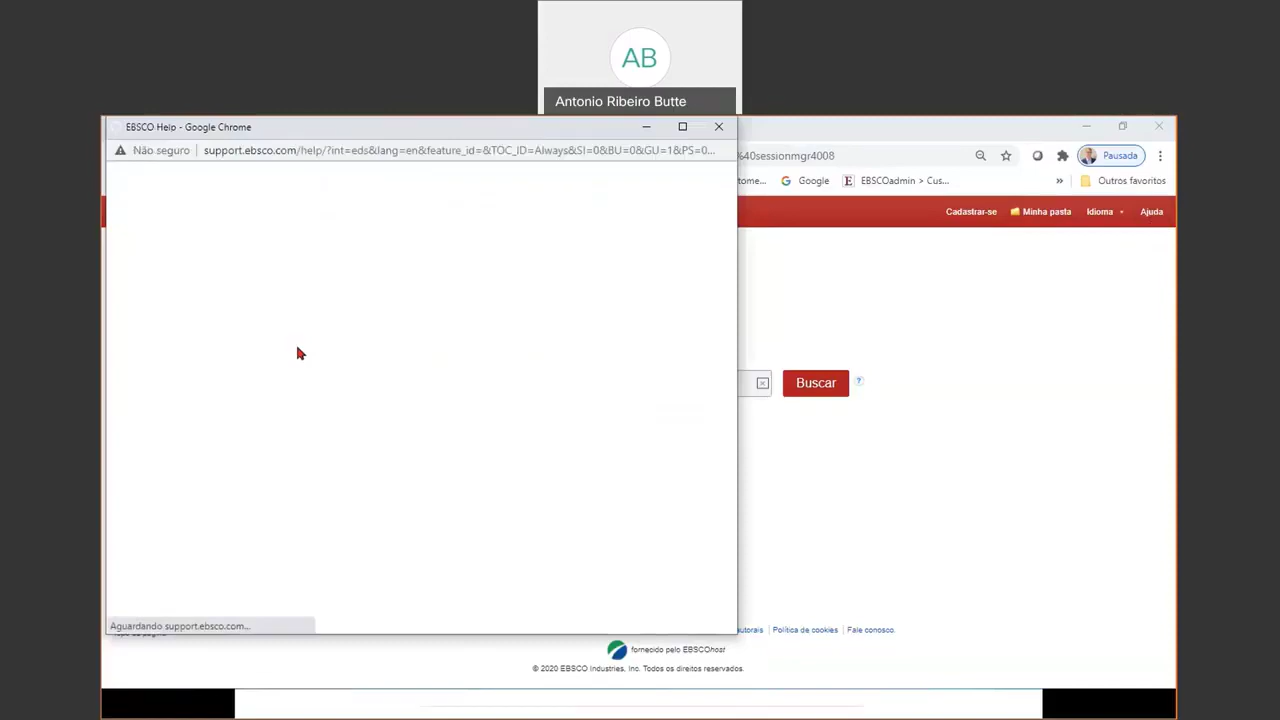 AB
Antonio Ribeiro Butte
EBSCO Help - Google Chrome
Não seguro
support.ebsco.com/help/?int=eds&lang=en&feature_id=&TOC_ID=Always&SI=0&BU=0&GU=1&PS=0...
%40sessionmgr4008
Pausada
tome...
Google
EBSCOadmin > Cus...
»
Outros favoritos
Cadastrar-se
Minha pasta
Idioma
Ajuda
Buscar
?
Aguardando support.ebsco.com...
autorais | Política de cookies | Fale conosco.
fornecido pelo EBSCOhost
© 2020 EBSCO Industries, Inc. Todos os direitos reservados.